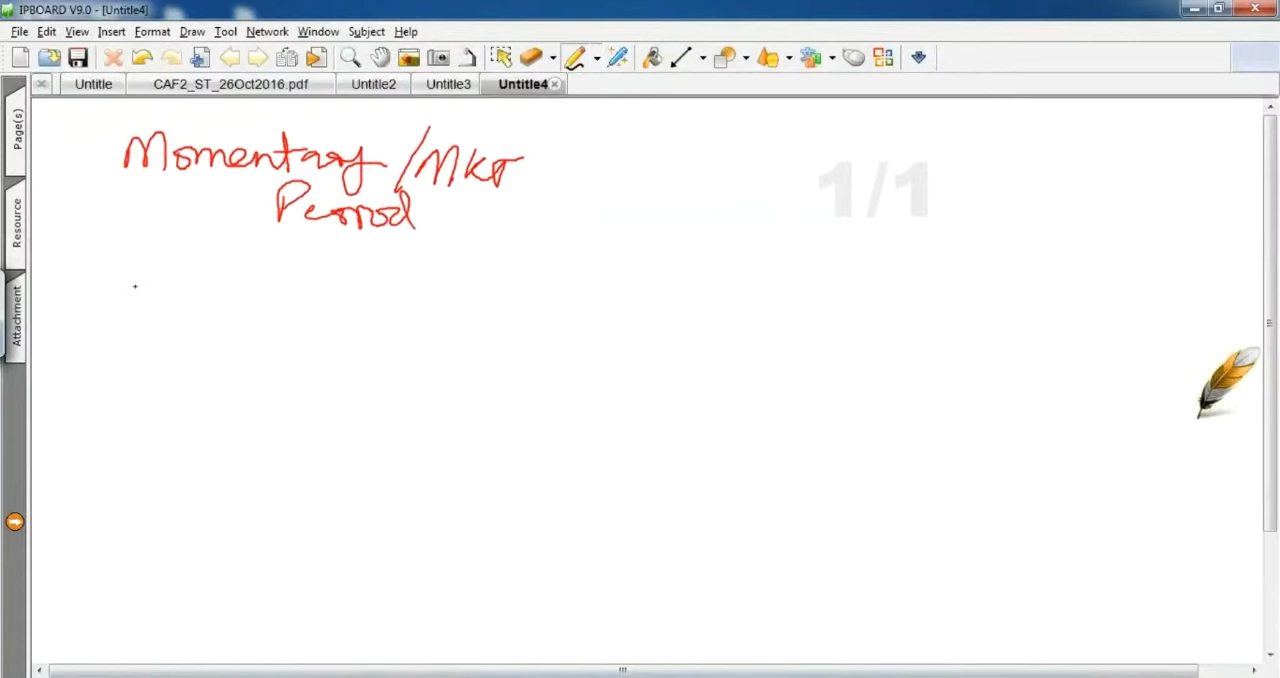 IPBOARD V9.0 - [Untitled4]
File Edit View Insert Format Draw Tool Network Window Subject Help
Untitle CAF2_ST_26Oct2016.pdf Untitle2 Untitle3 Untitle4
Page(s)
Resource
Attachment
Momentary /MKT
Period
1/1